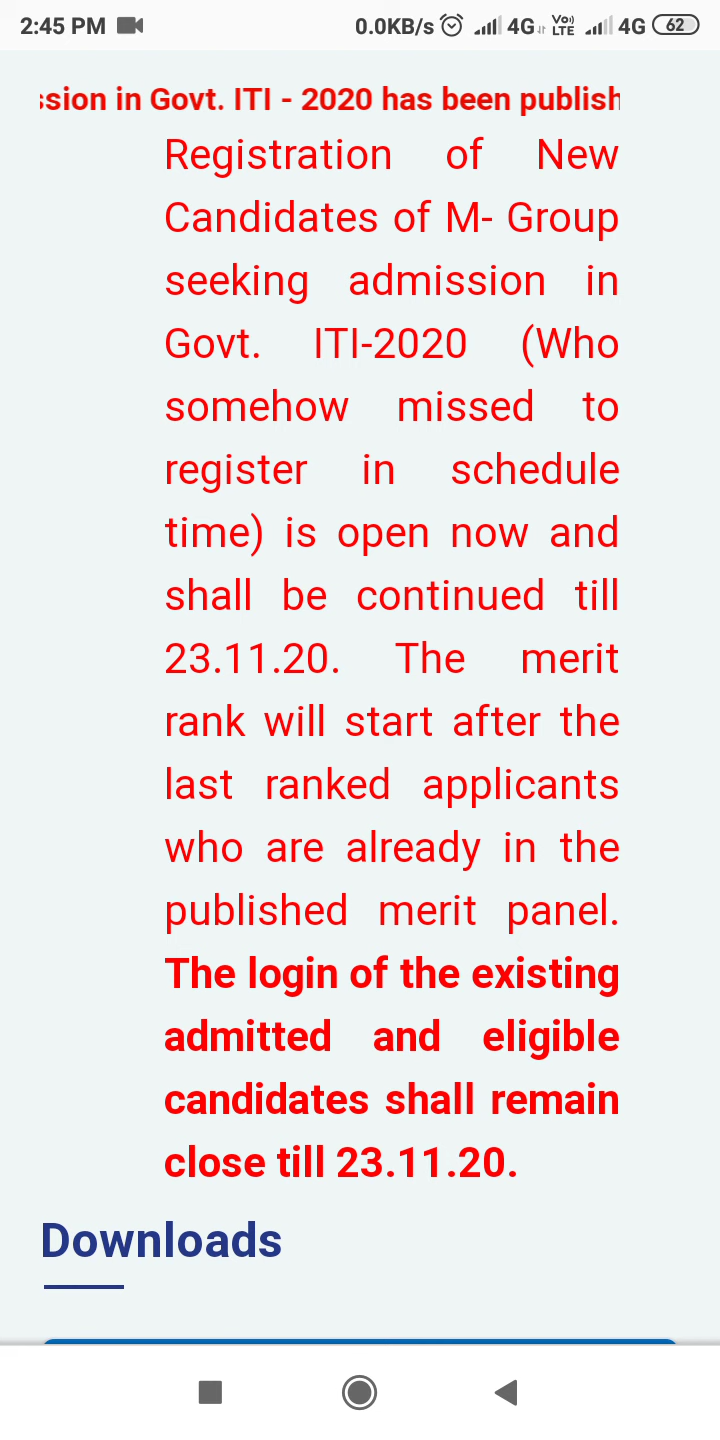 2:45 PM 0.0KB/s 4G Vo) LTE 4G 62
ssion in Govt. ITI - 2020 has been publish
Registration of New
Candidates of M- Group
seeking admission in
Govt. ITI-2020 (Who
somehow missed to
register in schedule
time) is open now and
shall be continued till
23.11.20. The merit
rank will start after the
last ranked applicants
who are already in the
published merit panel.
The login of the existing
admitted and eligible
candidates shall remain
close till 23.11.20.
Downloads